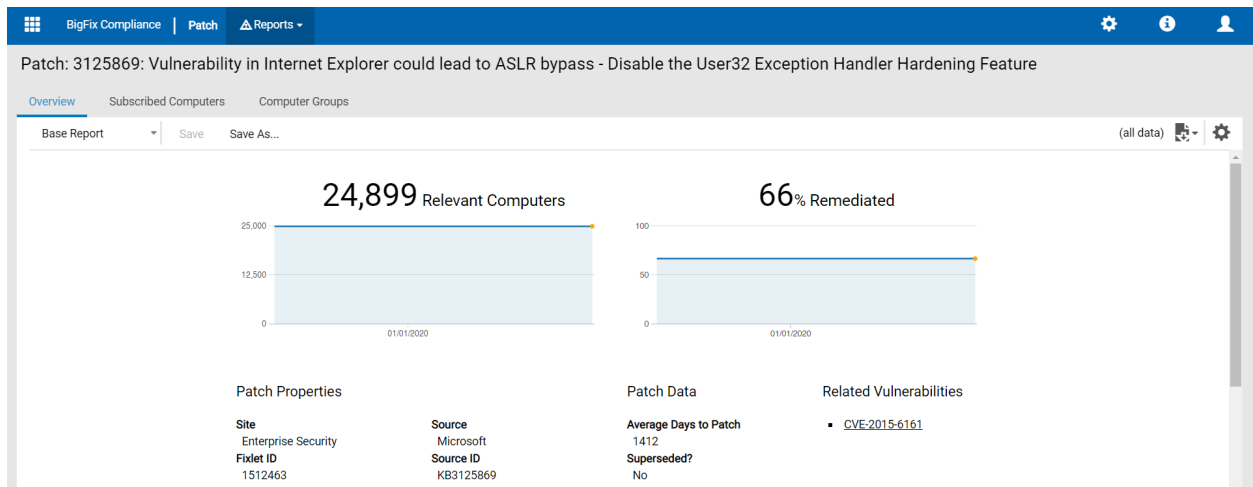 BigFix Compliance | Patch Reports
Patch: 3125869: Vulnerability in Internet Explorer could lead to ASLR bypass - Disable the User32 Exception Handler Hardening Feature
Overview Subscribed Computers Computer Groups
Base Report Save Save As... (all data)
24,899 Relevant Computers
25,000
12,500
0
01/01/2020
66% Remediated
100
50
0
01/01/2020
Patch Properties
Site
Enterprise Security
Fixlet ID
1512463
Source
Microsoft
Source ID
KB3125869
Patch Data
Average Days to Patch
1412
Superseded?
No
Related Vulnerabilities
CVE-2015-6161